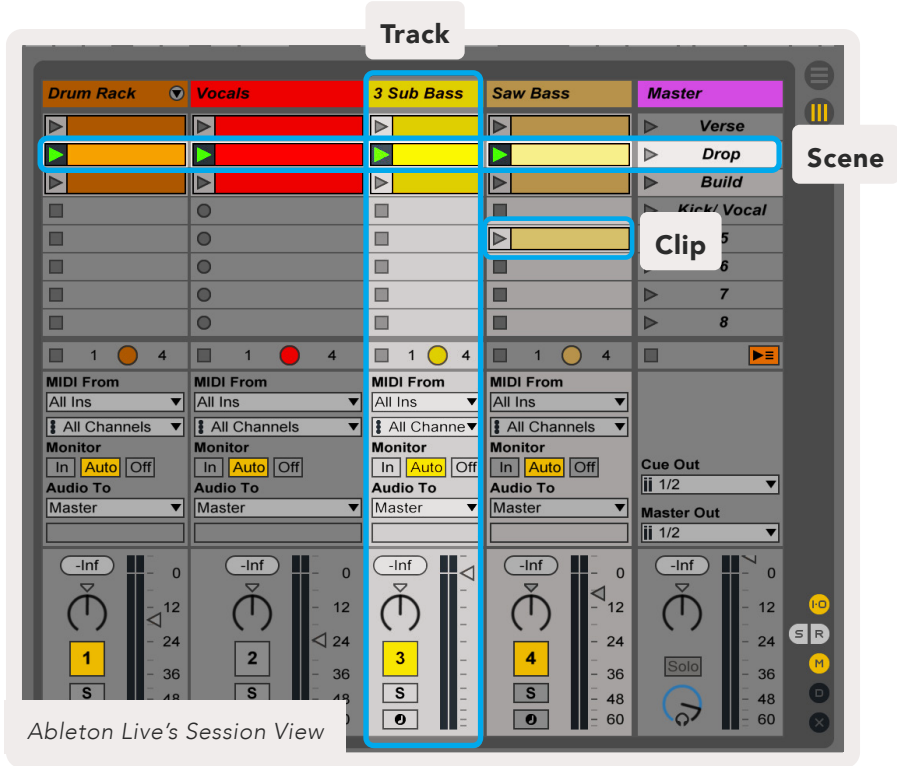 Track
Drum Rack Vocals 3 Sub Bass Saw Bass Master
Verse
Drop
Scene
Build
Kick/ Vocal
Clip 5
6
7
8
1 4 1 4 1 4 1 4
MIDI From MIDI From MIDI From MIDI From
All Ins All Ins All Ins All Ins
All Channels All Channels All Channe All Channels
Monitor Monitor Monitor Monitor
In Auto Off In Auto Off In Auto Off In Auto Off
Cue Out
Audio To Audio To Audio To Audio To
1/2
Master Master Master Master
Master Out
1/2
-Inf -Inf -Inf -Inf -Inf
0 0 0 0
12 12 12 12
I·O
S R
24 24 24 24
1 2 3 4 Solo
M
36 36 36 36
S S S S
48 48 48 48
D
60 60
X
Ableton Live's Session View